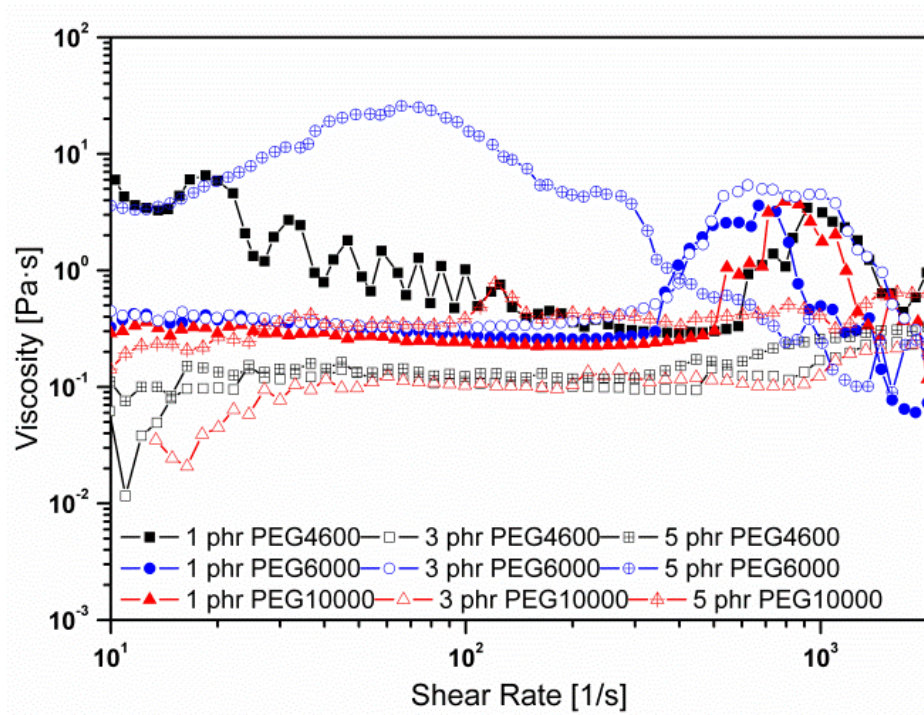 10²
10¹
10⁰
10⁻¹
10⁻²
10⁻³
Viscosity [Pa·s]
1 phr PEG4600 3 phr PEG4600 5 phr PEG4600
1 phr PEG6000 3 phr PEG6000 5 phr PEG6000
1 phr PEG10000 3 phr PEG10000 5 phr PEG10000
10¹ 10² 10³
Shear Rate [1/s]